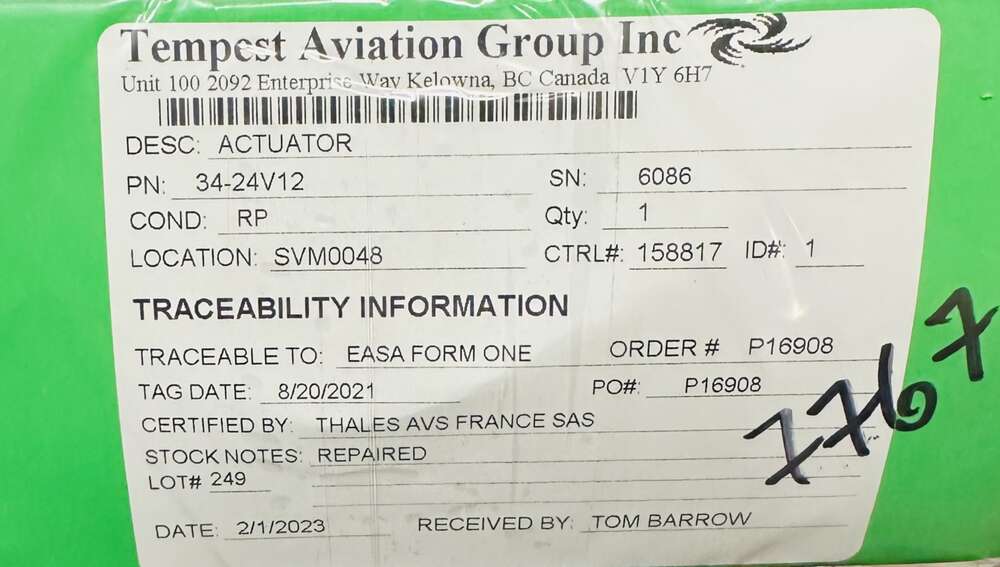 Tempest Aviation Group Inc
Unit 100 2092 Enterprise Way Kelowna, BC Canada V1Y 6H7
DESC: ACTUATOR
PN: 34-24V12 SN: 6086
COND: RP Qty: 1
LOCATION: SVM0048 CTRL#: 158817 ID#: 1
TRACEABILITY INFORMATION
TRACEABLE TO: EASA FORM ONE ORDER # P16908
TAG DATE: 8/20/2021 PO#: P16908
CERTIFIED BY: THALES AVS FRANCE SAS
STOCK NOTES: REPAIRED
LOT# 249
DATE: 2/1/2023 RECEIVED BY: TOM BARROW
7767